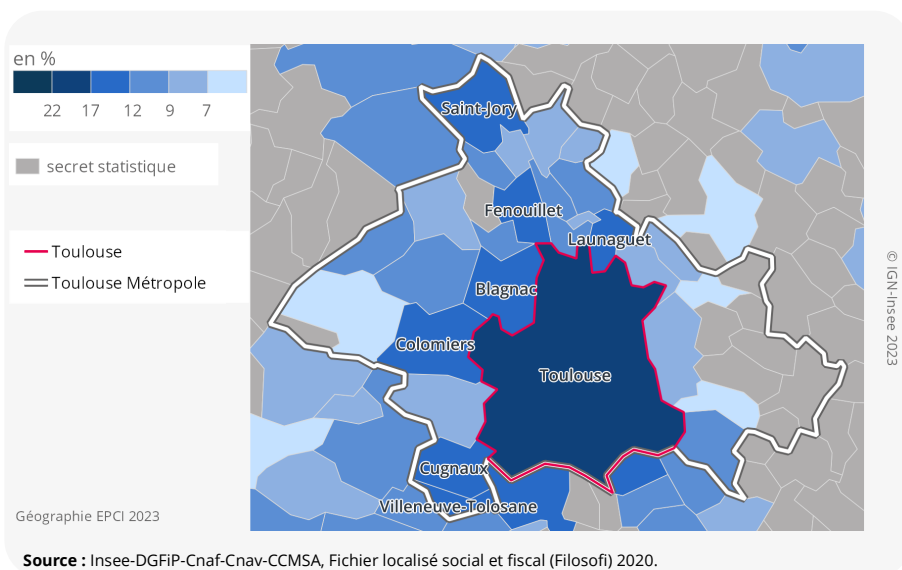 en %
22 17 12 9 7
secret statistique
Toulouse
Toulouse Métropole
Saint-Jory
Fenouillet
Launaguet
Blagnac
Colomiers
Toulouse
Cugnaux
Villeneuve-Tolosane
© IGN-Insee 2023
Géographie EPCI 2023
Source : Insee-DGFiP-Cnaf-Cnav-CCMSA, Fichier localisé social et fiscal (Filosofi) 2020.